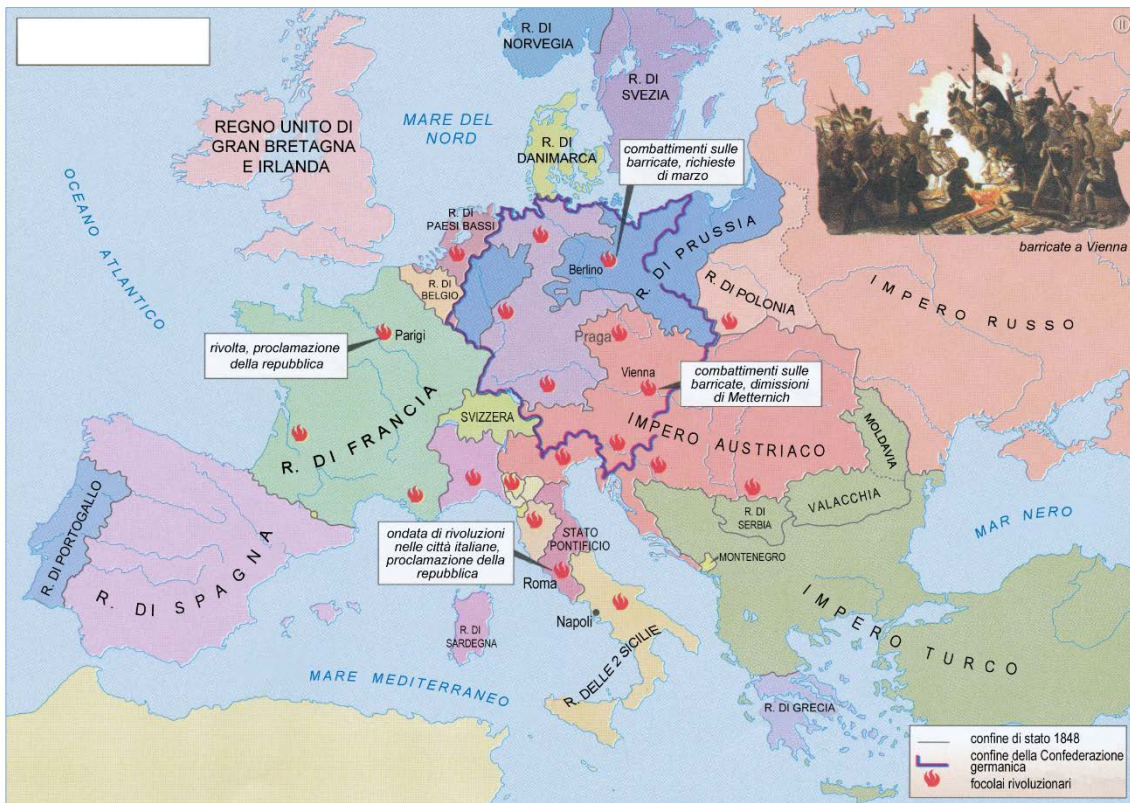 II
R. DI
NORVEGIA
R. DI
SVEZIA
REGNO UNITO DI
GRAN BRETAGNA
E IRLANDA
MARE DEL
NORD
R. DI
DANIMARCA
combattimenti sulle
barricate, richieste
di marzo
OCEANO ATLANTICO
R. DI
PAESI BASSI
Berlino
R. DI PRUSSIA
barricate a Vienna
R. DI
BELGIO
R. DI POLONIA
IMPERO RUSSO
Parigi
rivolta, proclamazione
della repubblica
Praga
Vienna
combattimenti sulle
barricate, dimissioni
di Metternich
R. DI FRANCIA
SVIZZERA
IMPERO AUSTRIACO
MOLDAVIA
VALACCHIA
R. DI
SERBIA
MAR NERO
R. DI PORTOGALLO
R. DI SPAGNA
ondata di rivoluzioni
nelle città italiane,
proclamazione della
repubblica
STATO
PONTIFICIO
MONTENEGRO
Roma
Napoli
IMPERO TURCO
R. DI
SARDEGNA
R. DELLE 2 SICILIE
MARE MEDITERRANEO
R. DI GRECIA
confine di stato 1848
confine della Confederazione
germanica
focolai rivoluzionari